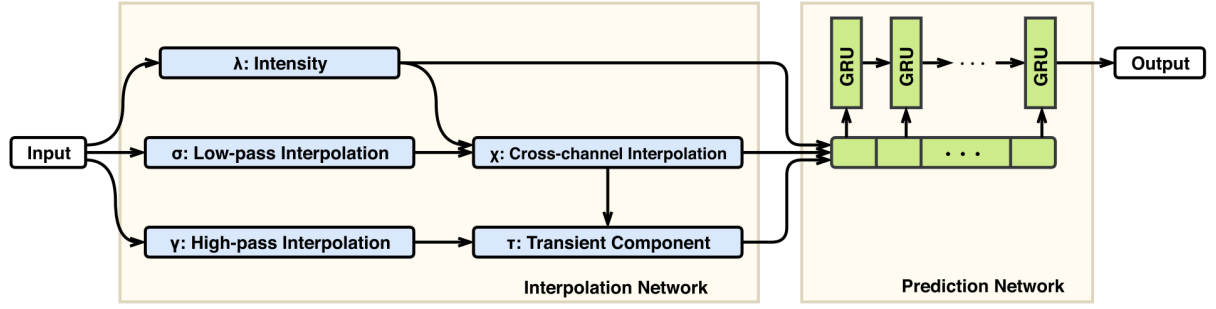 Input
λ: Intensity
σ: Low-pass Interpolation
γ: High-pass Interpolation
χ: Cross-channel Interpolation
τ: Transient Component
Interpolation Network
GRU
GRU
· · ·
GRU
· · ·
Prediction Network
Output